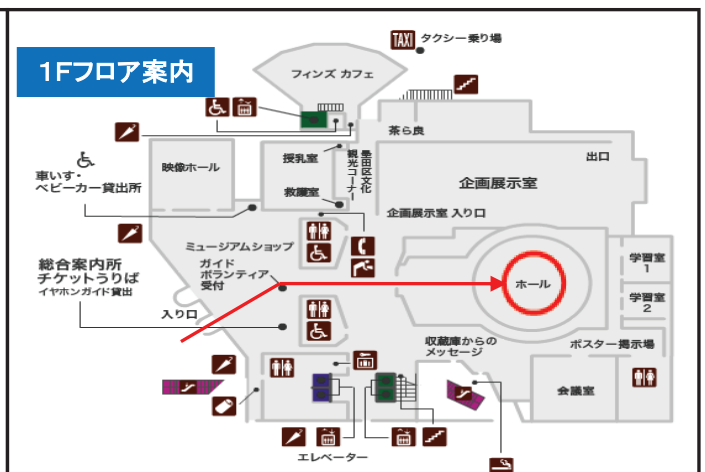 1Fフロア案内
TAXI
タクシー乗り場
フィンズ カフェ
茶ら良
映像ホール
授乳室
救護室
墨田区文化
観光コーナー
出口
企画展示室
企画展示室 入り口
車いす・
ベビーカー貸出所
ミュージアムショップ
ガイド
ボランティア
受付
総合案内所
チケットうりば
イヤホンガイド貸出
入り口
ホール
学習室
1
学習室
2
収蔵庫からの
メッセージ
ポスター掲示場
会議室
エレベーター